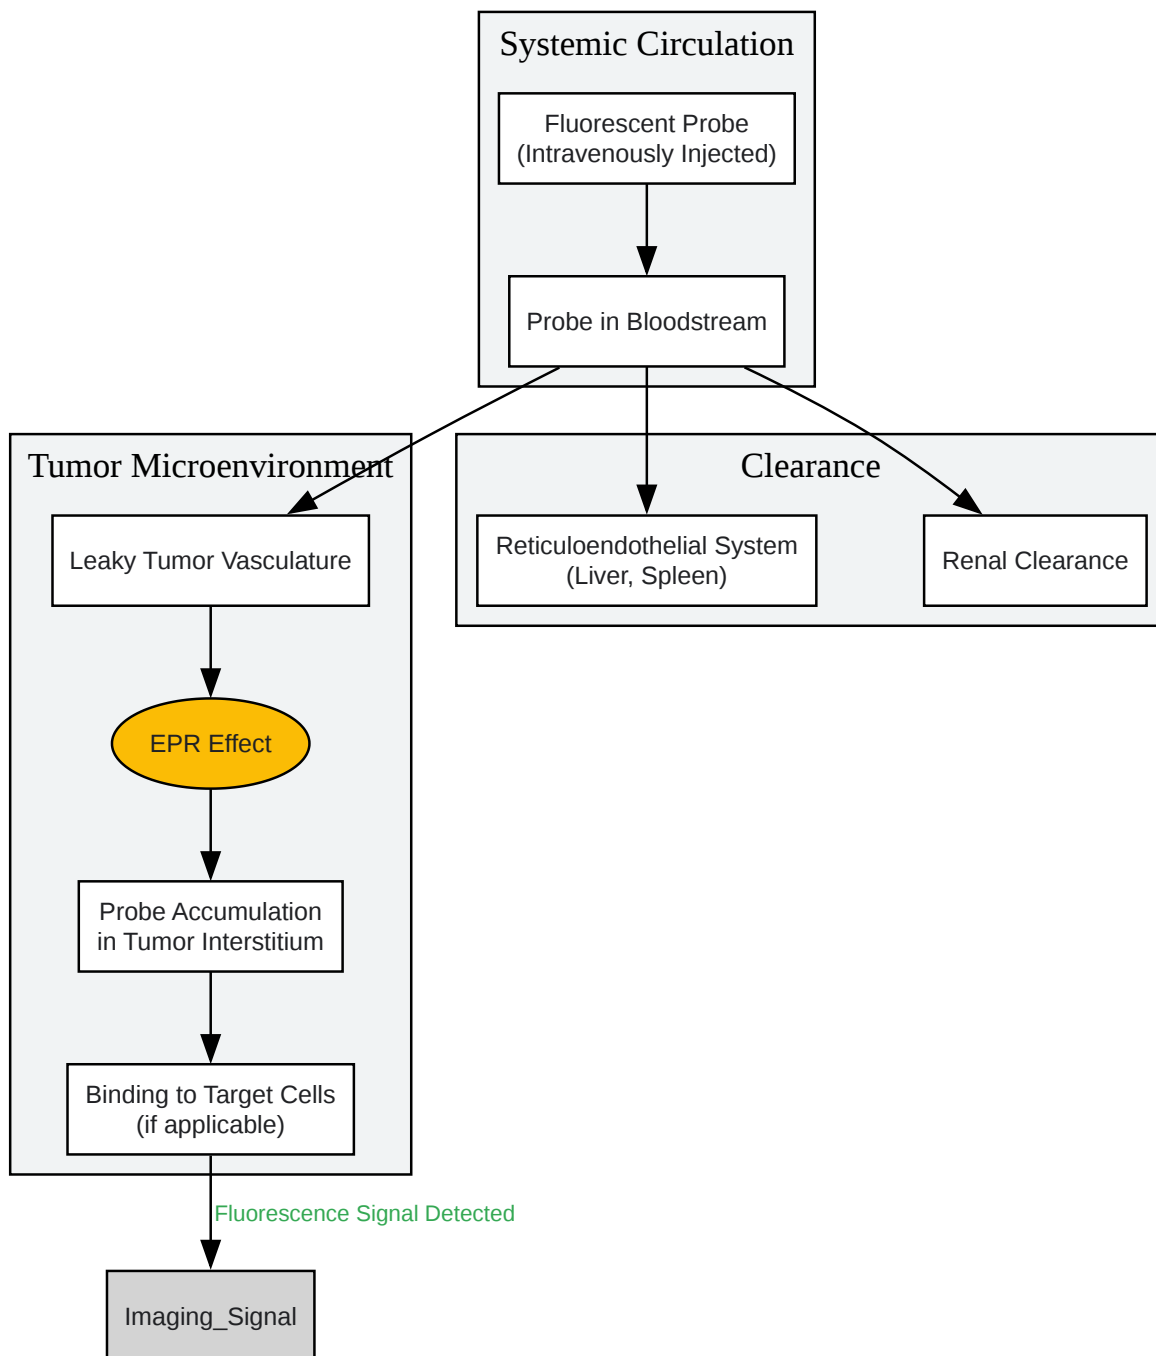 Systemic Circulation
Fluorescent Probe
(Intravenously Injected)
Probe in Bloodstream
Tumor Microenvironment
Clearance
Leaky Tumor Vasculature
Reticuloendothelial System
(Liver, Spleen)
Renal Clearance
EPR Effect
Probe Accumulation
in Tumor Interstitium
Binding to Target Cells
(if applicable)
Fluorescence Signal Detected
Imaging_Signal